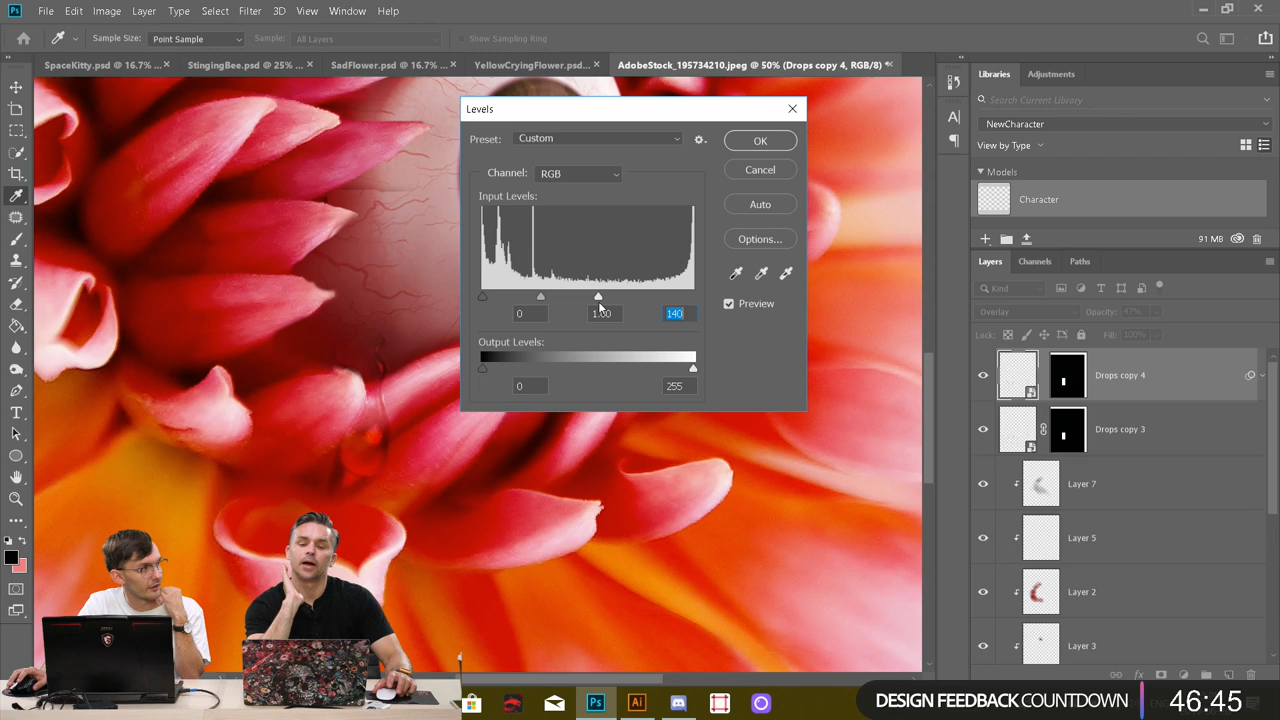 Ps File Edit Image Layer Type Select Filter 3D View Window Help
Sample Size: Point Sample Sample: All Layers Show Sampling Ring
SpaceKitty.psd @ 16.7% ... × StingingBee.psd @ 25% ... × SadFlower.psd @ 16.7% ... × YellowCryingFlower.psd... × AdobeStock_195734210.jpeg @ 50% (Drops copy 4, RGB/8) *
Levels
Preset: Custom
OK
Channel: RGB
Cancel
Input Levels:
Auto
Options...
Preview
0 1.00 140
Output Levels:
0 255
Libraries Adjustments
Search Current Library
NewCharacter
View by Type
Models
Character
91 MB
Layers Channels Paths
Kind
Overlay Opacity: 47%
Lock: Fill: 100%
Drops copy 4
Drops copy 3
Layer 7
Layer 5
Layer 2
Layer 3
fx
Ps Ai
DESIGN FEEDBACK COUNTDOWN 46:45